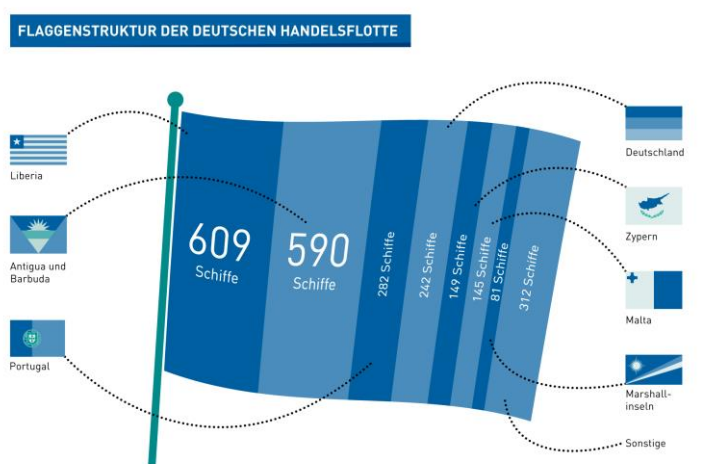 FLAGGENSTRUKTUR DER DEUTSCHEN HANDELSFLOTTE
Liberia
Antigua und
Barbuda
Portugal
609
Schiffe
590
Schiffe
282 Schiffe
242 Schiffe
149 Schiffe
145 Schiffe
81 Schiffe
312 Schiffe
Deutschland
Zypern
Malta
Marshall-
inseln
Sonstige